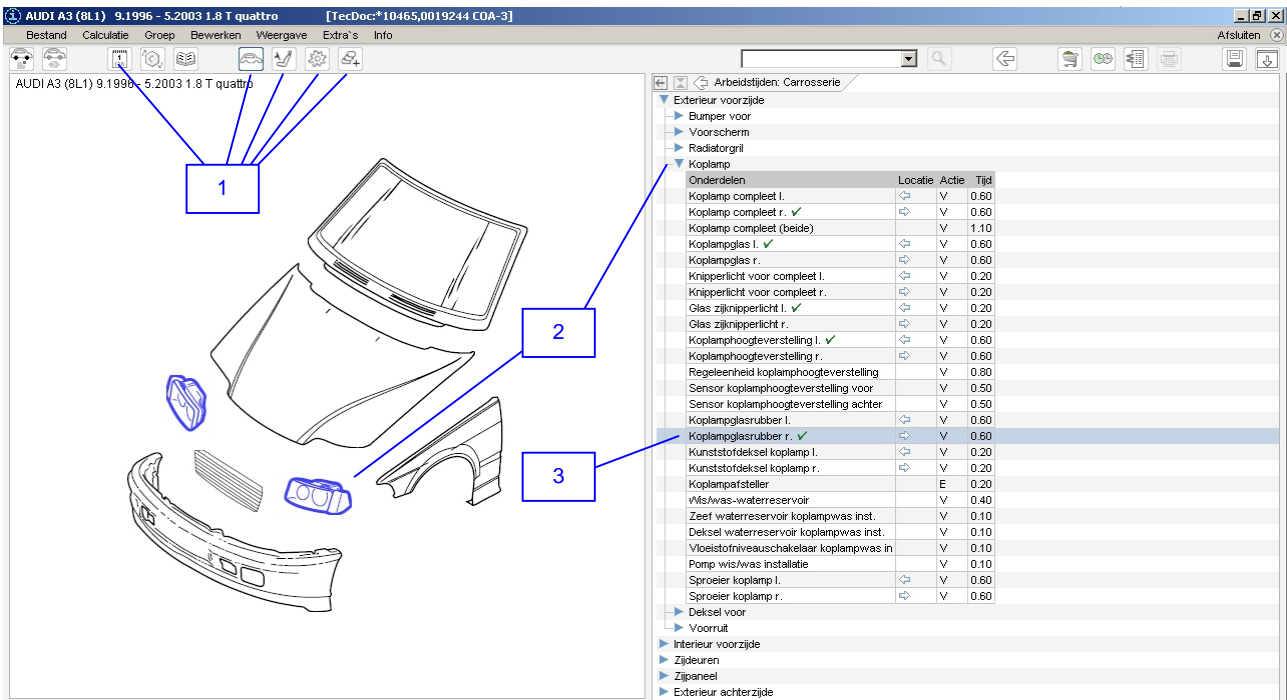 AUDI A3 (8L1) 9.1996 - 5.2003 1.8 T quattro [TecDoc:*10465,0019244 COA-3]
Bestand Calculatie Groep Bewerken Weergave Extra`s Info Afsluiten
AUDI A3 (8L1) 9.1996 - 5.2003 1.8 T quattro
1
2
3
Arbeidstijden: Carrosserie
Exterieur voorzijde
Bumper voor
Voorscherm
Radiatorgril
Koplamp
Onderdelen Locatie Actie Tijd
Koplamp compleet l. V 0.60
Koplamp compleet r. ✓ V 0.60
Koplamp compleet (beide) V 1.10
Koplampglas l. ✓ V 0.60
Koplampglas r. V 0.60
Knipperlicht voor compleet l. V 0.20
Knipperlicht voor compleet r. V 0.20
Glas zijknipperlicht l. ✓ V 0.20
Glas zijknipperlicht r. V 0.20
Koplamphoogteverstelling l. ✓ V 0.60
Koplamphoogteverstelling r. V 0.60
Regeleenheid koplamphoogteverstelling V 0.80
Sensor koplamphoogteverstelling voor V 0.50
Sensor koplamphoogteverstelling achter V 0.50
Koplampglasrubber l. V 0.60
Koplampglasrubber r. ✓ V 0.60
Kunststofdeksel koplamp l. V 0.20
Kunststofdeksel koplamp r. V 0.20
Koplampafsteller E 0.20
Wis/was-waterreservoir V 0.40
Zeef waterreservoir koplampwas inst. V 0.10
Deksel waterreservoir koplampwas inst. V 0.10
Vloeistofniveauschakelaar koplampwas in V 0.10
Pomp wis/was installatie V 0.10
Sproeier koplamp l. V 0.60
Sproeier koplamp r. V 0.60
Deksel voor
Voorruit
Interieur voorzijde
Zijdeuren
Zijpaneel
Exterieur achterzijde